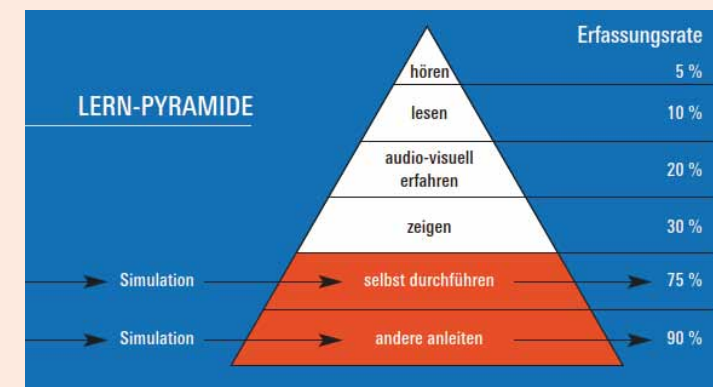 Erfassungsrate
hören 5 %
LERN-PYRAMIDE
lesen 10 %
audio-visuell
erfahren 20 %
zeigen 30 %
Simulation selbst durchführen 75 %
Simulation andere anleiten 90 %